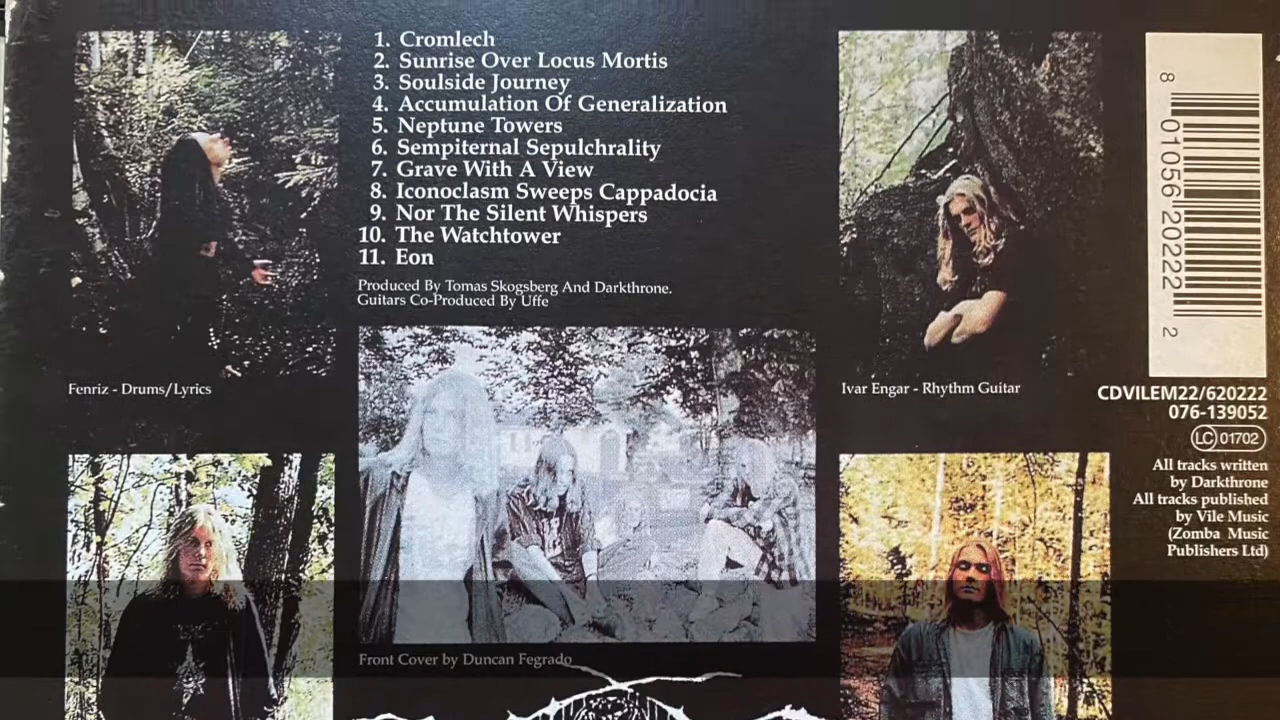 1. Cromlech
2. Sunrise Over Locus Mortis
3. Soulside Journey
4. Accumulation Of Generalization
5. Neptune Towers
6. Sempiternal Sepulchrality
7. Grave With A View
8. Iconoclasm Sweeps Cappadocia
9. Nor The Silent Whispers
10. The Watchtower
11. Eon
Produced By Tomas Skogsberg And Darkthrone.
Guitars Co-Produced By Uffe
Fenriz - Drums/Lyrics
Ivar Engar - Rhythm Guitar
Front Cover by Duncan Fegrado
8 01056 20222 2
CDVILEM22/620222
076-139052
LC 01702
All tracks written
by Darkthrone
All tracks published
by Vile Music
(Zomba Music
Publishers Ltd)